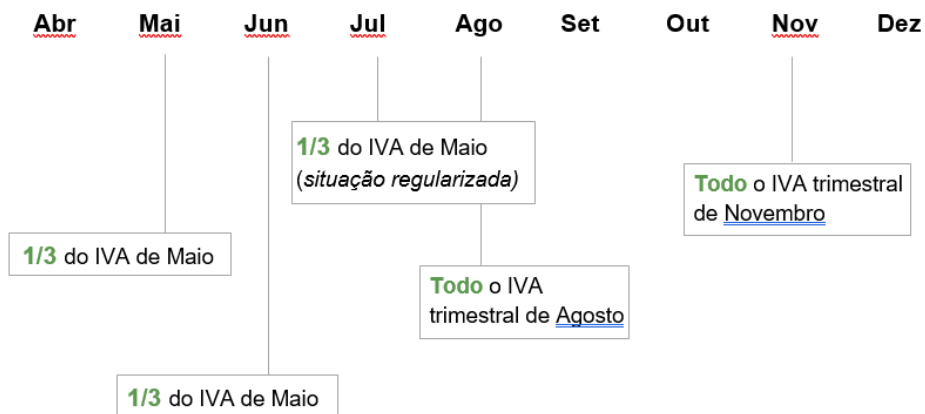 Abr Mai Jun Jul Ago Set Out Nov Dez
1/3 do IVA de Maio
(situação regularizada)
Todo o IVA trimestral
de Novembro
1/3 do IVA de Maio
Todo o IVA
trimestral de Agosto
1/3 do IVA de Maio